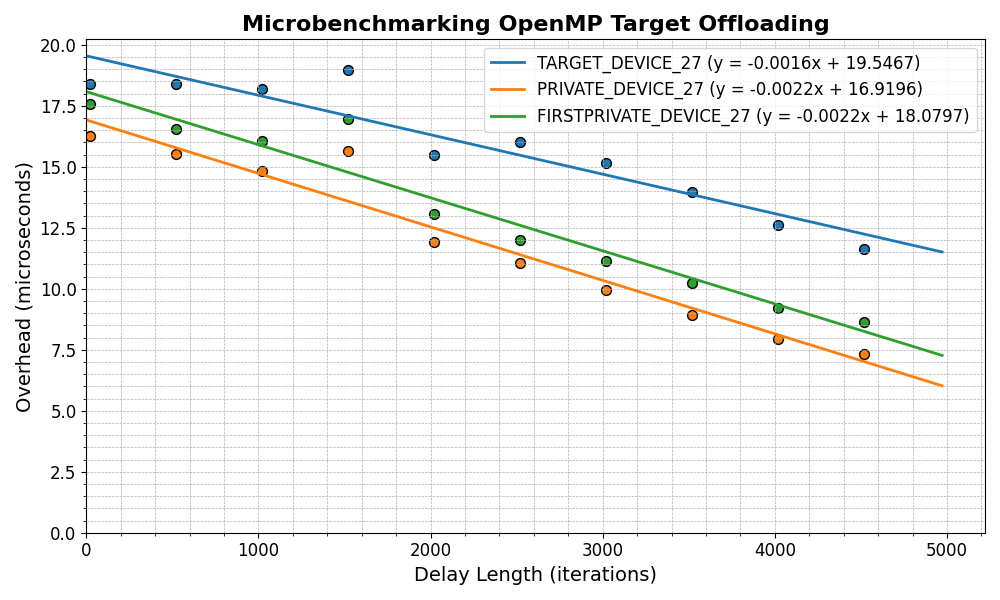 Microbenchmarking OpenMP Target Offloading
TARGET_DEVICE_27 (y = -0.0016x + 19.5467)
PRIVATE_DEVICE_27 (y = -0.0022x + 16.9196)
FIRSTPRIVATE_DEVICE_27 (y = -0.0022x + 18.0797)
Overhead (microseconds)
20.0
17.5
15.0
12.5
10.0
7.5
5.0
2.5
0.0
0 1000 2000 3000 4000 5000
Delay Length (iterations)